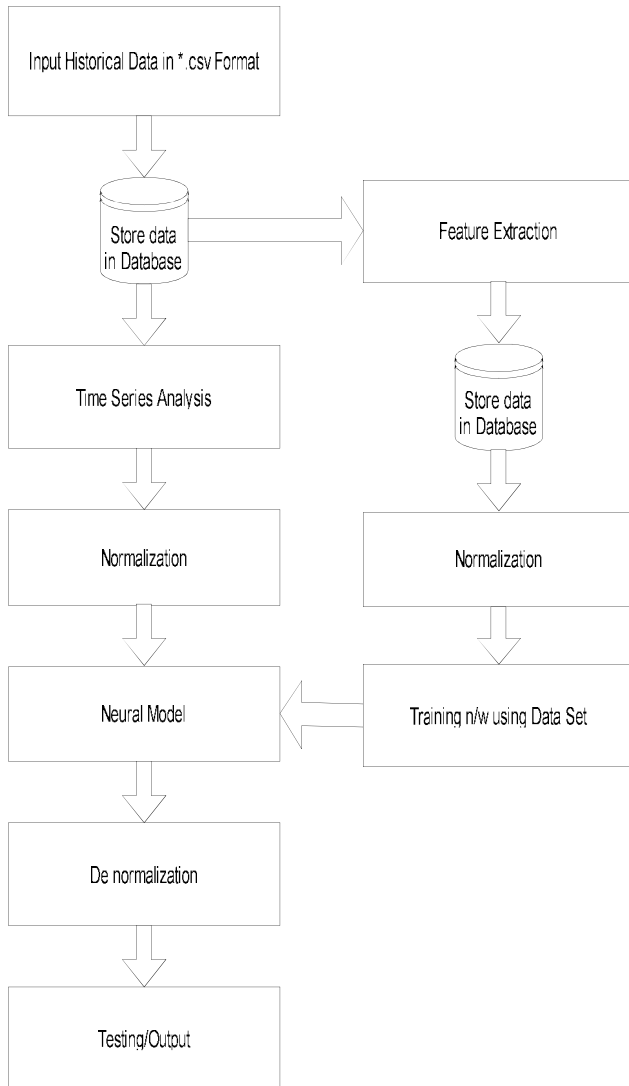 Input Historical Data in *.csv Format
Store data
in Database
Feature Extraction
Time Series Analysis
Store data
in Database
Normalization
Normalization
Neural Model
Training n/w using Data Set
De normalization
Testing/Output